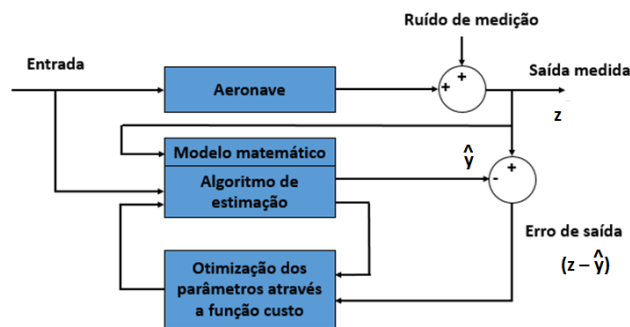 Ruído de medição
Entrada
Aeronave
+
+
Saída medida
z
Modelo matemático
Algoritmo de
estimação
ŷ
+
-
Erro de saída
(z – ŷ)
Otimização dos
parâmetros através
a função custo